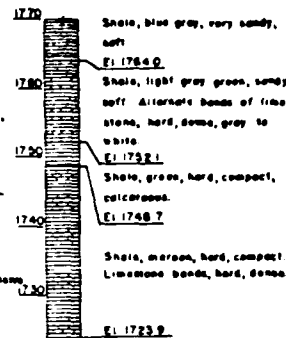 1770
Shale, blue gray, very sandy,
soft
El 1764.0
1760
Shale, light gray green, sandy
soft. Alternate bands of lime
stone, hard, dense, gray to
white.
1750
El 1752.1
Shale, green, hard, compact,
calcareous.
El 1748.7
1740
Shale, maroon, hard, compact.
Limestone bands, hard, dense.
1730
El 1723.9